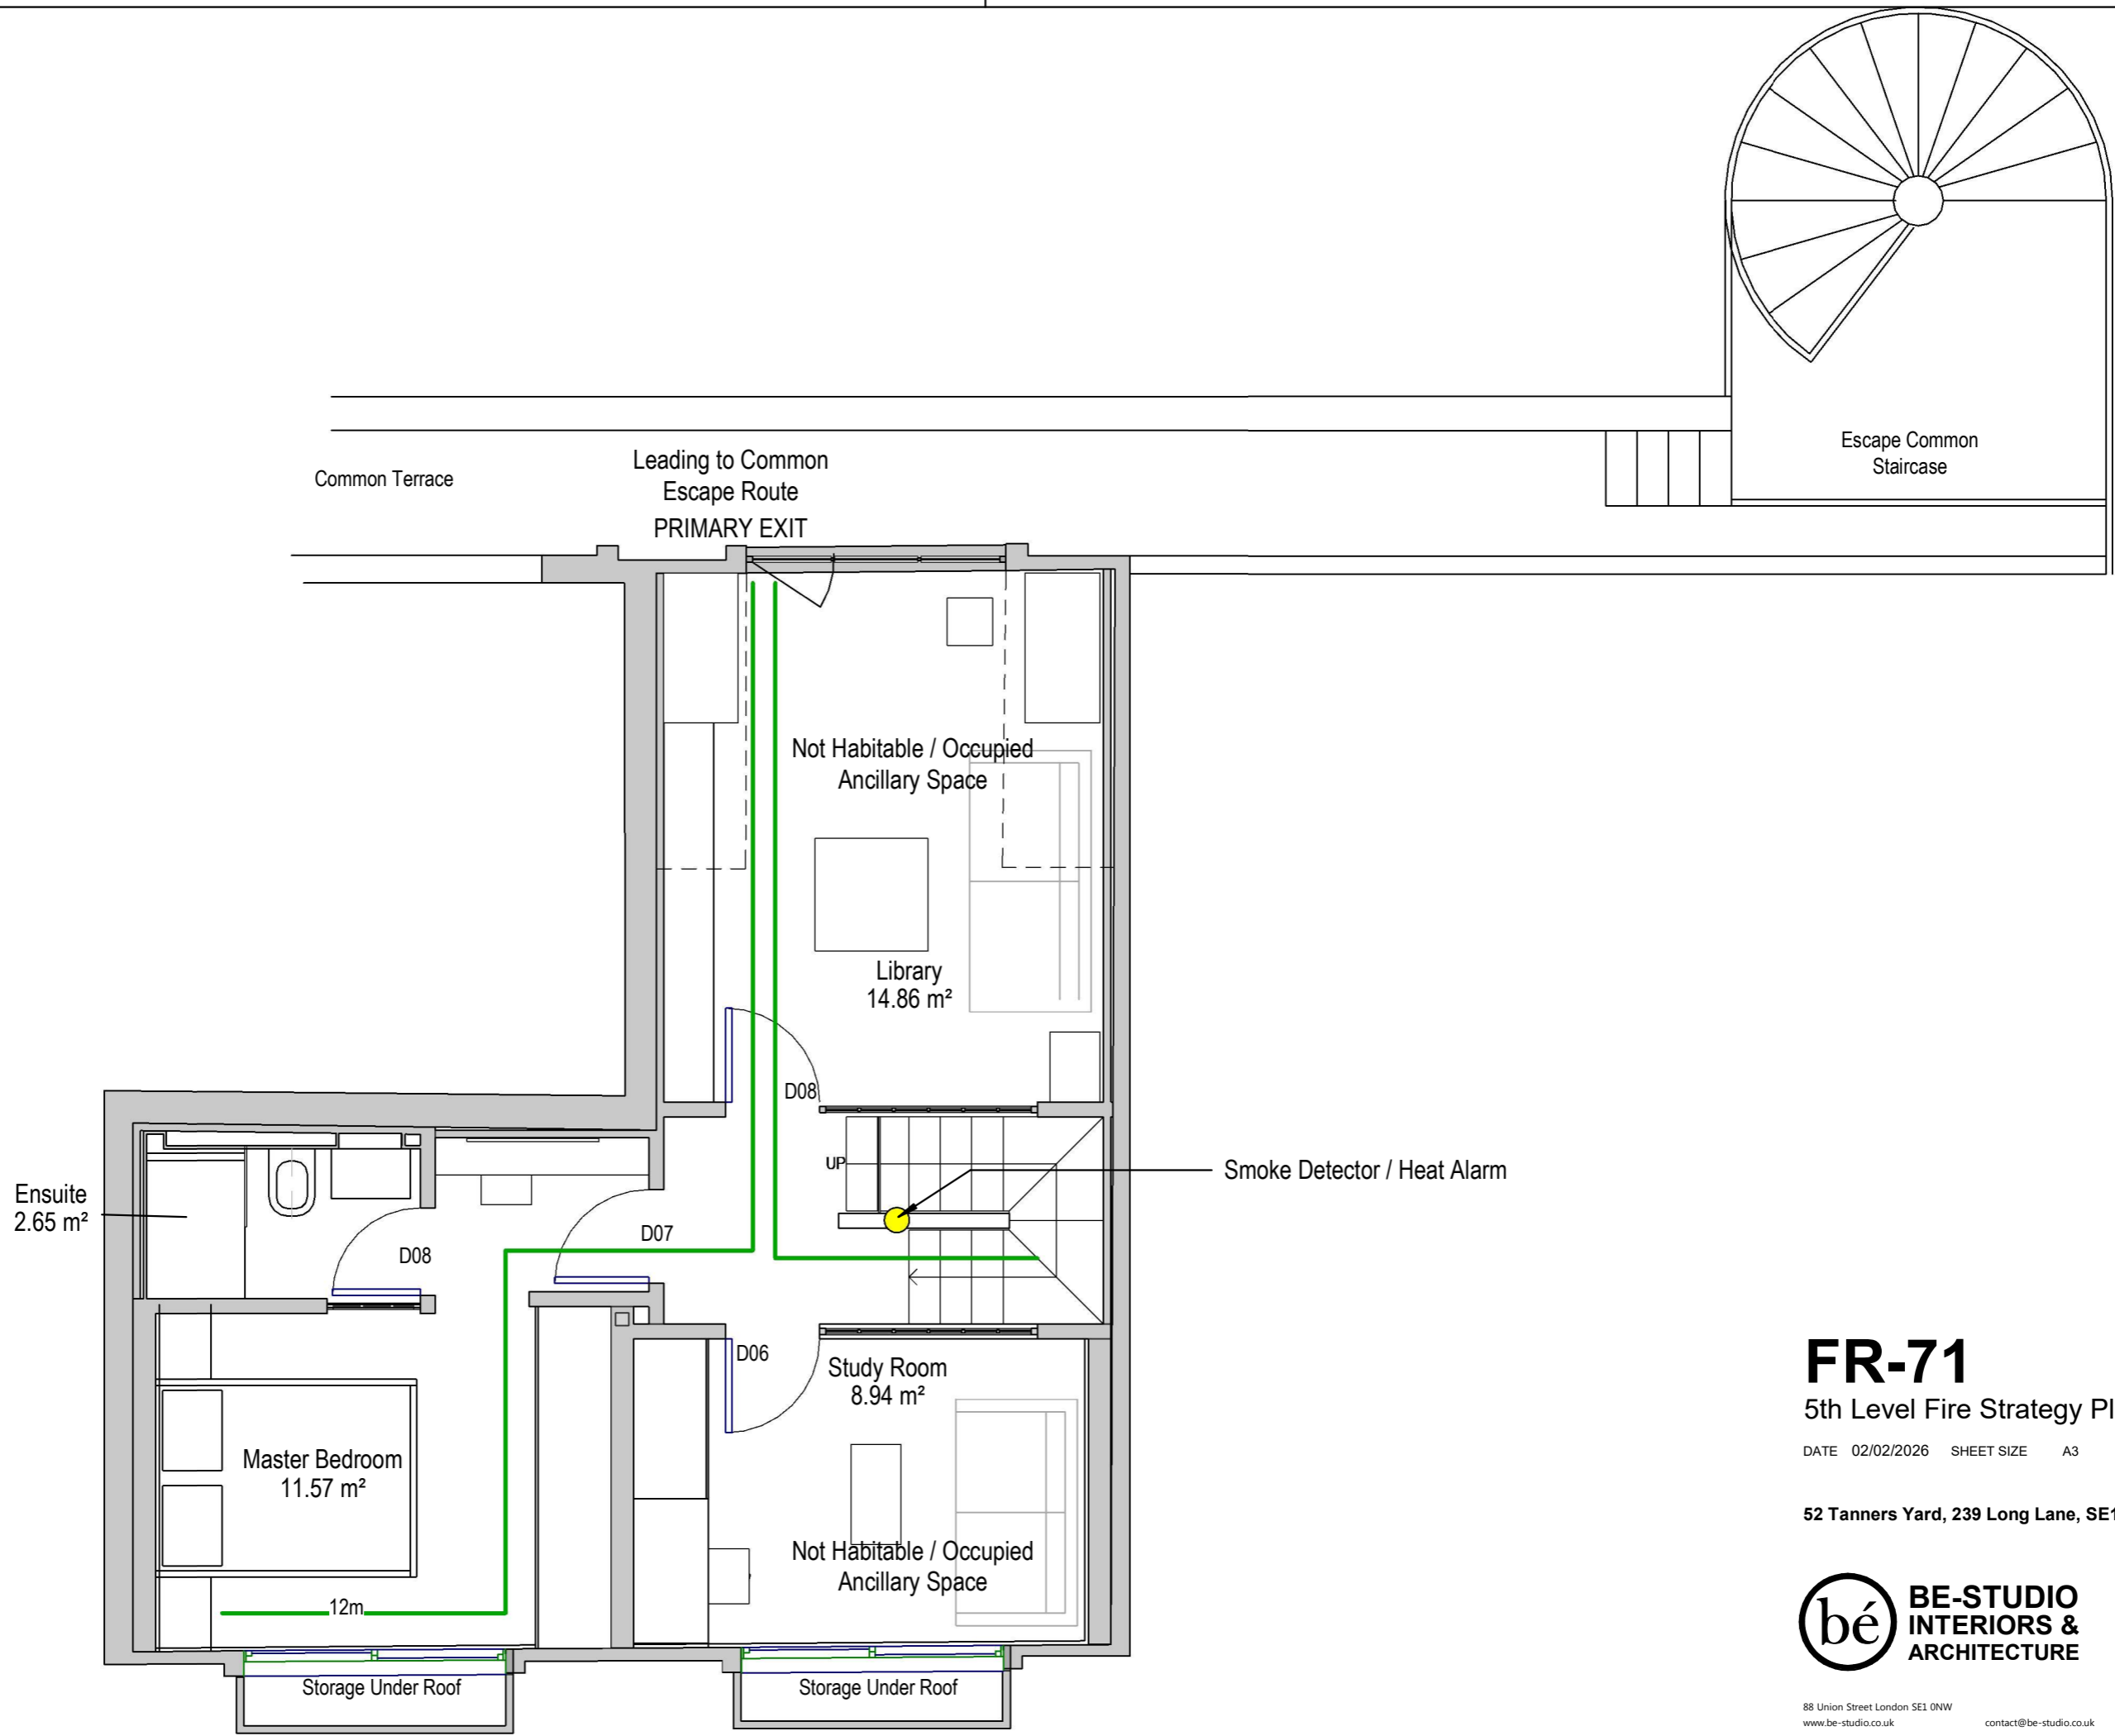 Escape Common
Staircase
Common Terrace
Leading to Common
Escape Route
PRIMARY EXIT
Not Habitable / Occupied
Ancillary Space
Library
14.86 m²
D08
UP
Smoke Detector / Heat Alarm
Ensuite
2.65 m²
D08
D07
D06
Study Room
8.94 m²
Master Bedroom
11.57 m²
Not Habitable / Occupied
Ancillary Space
12m
Storage Under Roof
Storage Under Roof
FR-71
5th Level Fire Strategy Pl
DATE 02/02/2026 SHEET SIZE A3
52 Tanners Yard, 239 Long Lane, SE1
bé
BE-STUDIO
INTERIORS &
ARCHITECTURE
88 Union Street London SE1 0NW
www.be-studio.co.uk contact@be-studio.co.uk